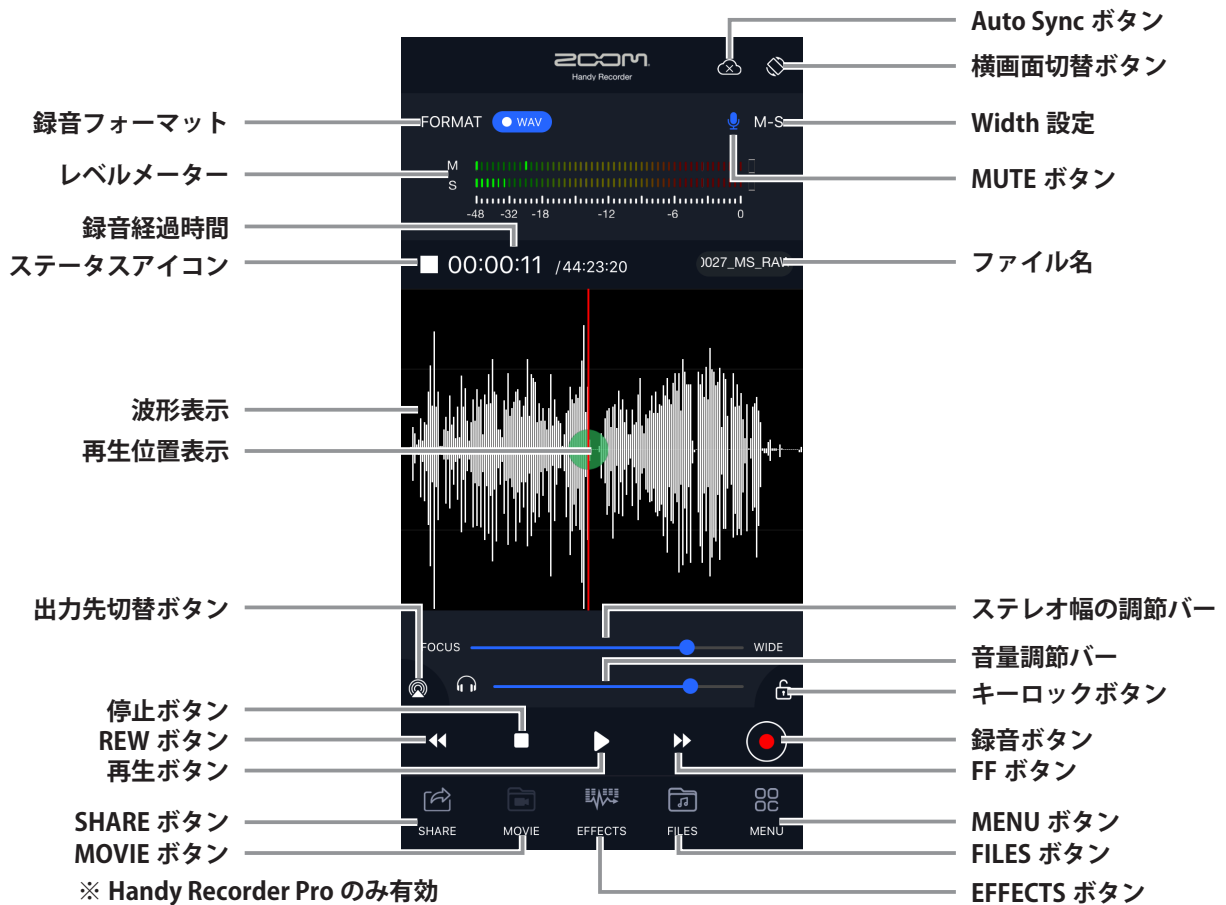 Auto Sync ボタン
zoom
Handy Recorder
横画面切替ボタン
録音フォーマット
FORMAT
WAV
M-S
Width 設定
レベルメーター
M
S
MUTE ボタン
-48 -32 -18 -12 -6 0
録音経過時間
ステータスアイコン
00:00:11 /44:23:20
0027_MS_RAW
ファイル名
波形表示
再生位置表示
出力先切替ボタン
ステレオ幅の調節バー
FOCUS
WIDE
音量調節バー
キーロックボタン
停止ボタン
REW ボタン
録音ボタン
再生ボタン
FF ボタン
SHARE ボタン
SHARE
MOVIE
EFFECTS
FILES
MENU
MENU ボタン
MOVIE ボタン
FILES ボタン
※ Handy Recorder Pro のみ有効
EFFECTS ボタン